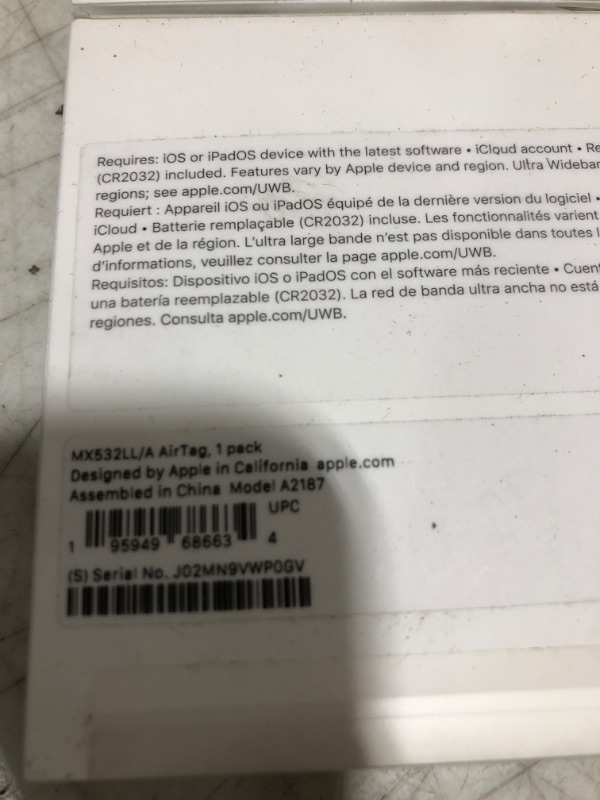 Requires: iOS or iPadOS device with the latest software • iCloud account • Re
(CR2032) included. Features vary by Apple device and region. Ultra Wideban
regions; see apple.com/UWB.
Requiert : Appareil iOS ou iPadOS équipé de la dernière version du logiciel •
iCloud • Batterie remplaçable (CR2032) incluse. Les fonctionnalités varient
Apple et de la région. L'ultra large bande n'est pas disponible dans toutes l
d'informations, veuillez consulter la page apple.com/UWB.
Requisitos: Dispositivo iOS o iPadOS con el software más reciente • Cuent
una batería reemplazable (CR2032). La red de banda ultra ancha no está
regiones. Consulta apple.com/UWB.
MX532LL/A AirTag, 1 pack
Designed by Apple in California apple.com
Assembled in China Model A2187
UPC
1 95949 68663 4
(S) Serial No. J02MN9VWP0GV